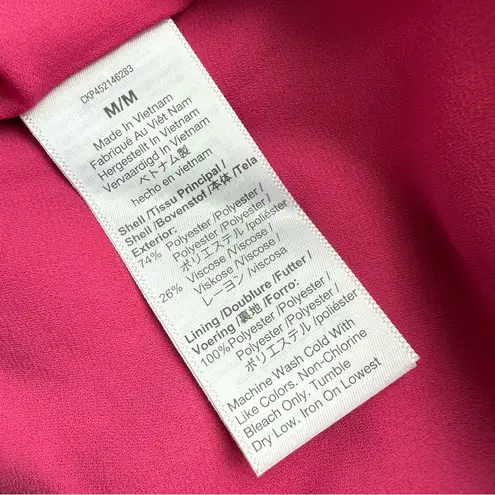 CKP452146283
M/M
Made In Vietnam
Fabriqué Au Viêt Nam
Hergestellt In Vietnam
Vervaardigd In Vietnam
ベトナム製
hecho en vietnam
Shell /Tissu Principal /
Shell /Bovenstof /本体 /Tela
Exterior:
74% Polyester /Polyester /
Polyester /Polyester /
ポリエステル /poliéster
26% Viscose /Viscose /
Viskose /Viscose /
レーヨン /viscosa
Lining /Doublure /Futter /
Voering /裏地 /Forro:
100%Polyester /Polyester /
Polyester /Polyester /
ポリエステル /poliéster
Machine Wash Cold With
Like Colors. Non-Chlorine
Bleach Only. Tumble
Dry Low. Iron On Lowest